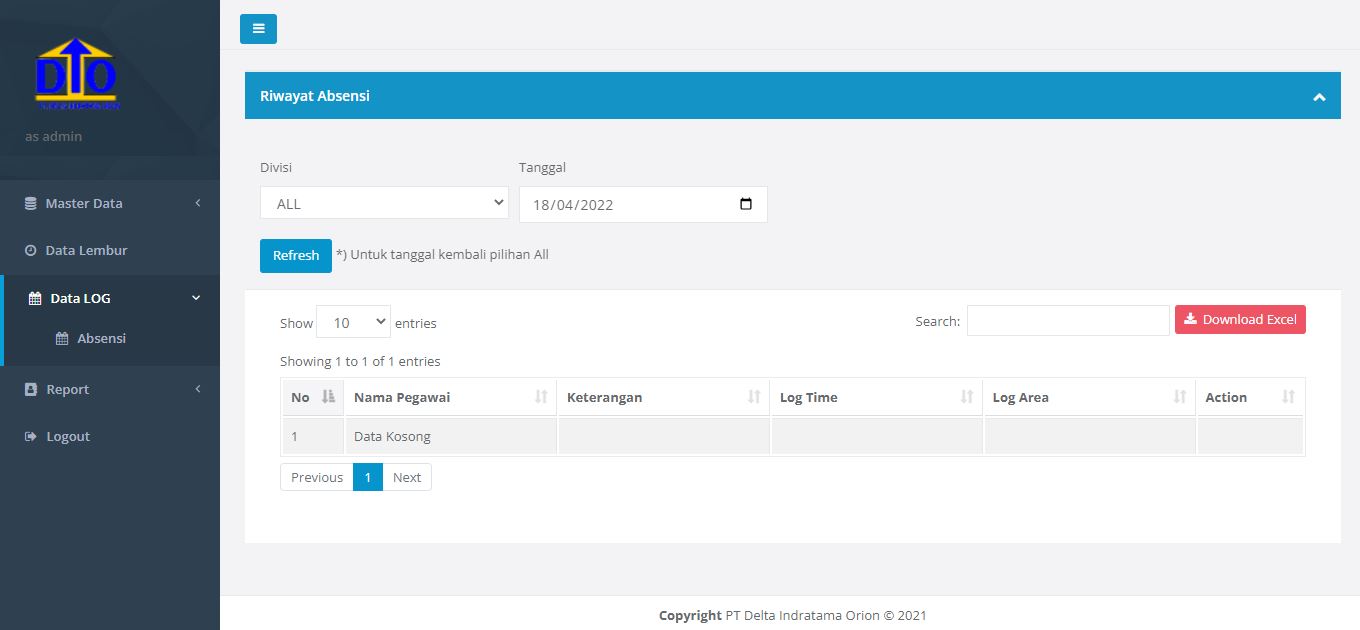 DIO
as admin
Master Data
Data Lembur
Data LOG
Absensi
Report
Logout
Riwayat Absensi
Divisi
Tanggal
ALL
18/04/2022
Refresh *) Untuk tanggal kembali pilihan All
Show 10 entries
Search:
Download Excel
Showing 1 to 1 of 1 entries
No Nama Pegawai Keterangan Log Time Log Area Action
1 Data Kosong
Previous 1 Next
Copyright PT Delta Indratama Orion © 2021